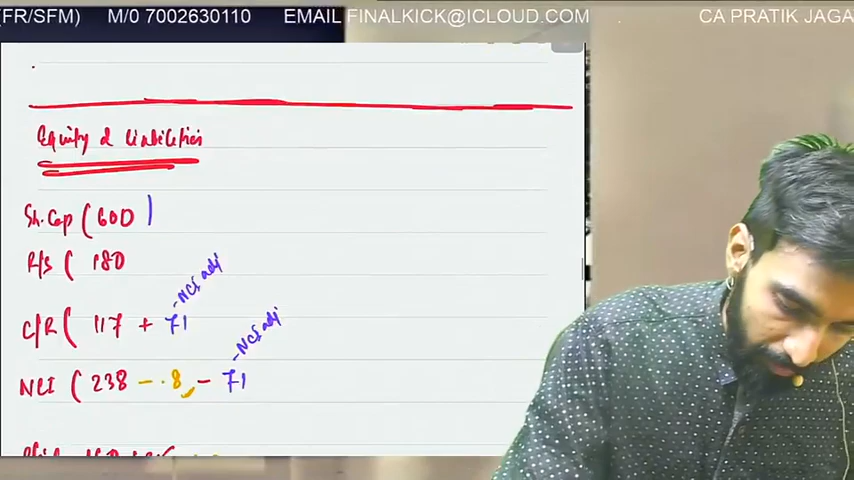 (FR/SFM) M/0 7002630110 EMAIL FINALKICK@ICLOUD.COM CA PRATIK JAGA
Equity & Liabilities
Sh. Cap ( 600 )
R/S ( 180
C/R ( 117 + 71 - NCI adj
NCI ( 238 - .8 - 71 - NCI adj